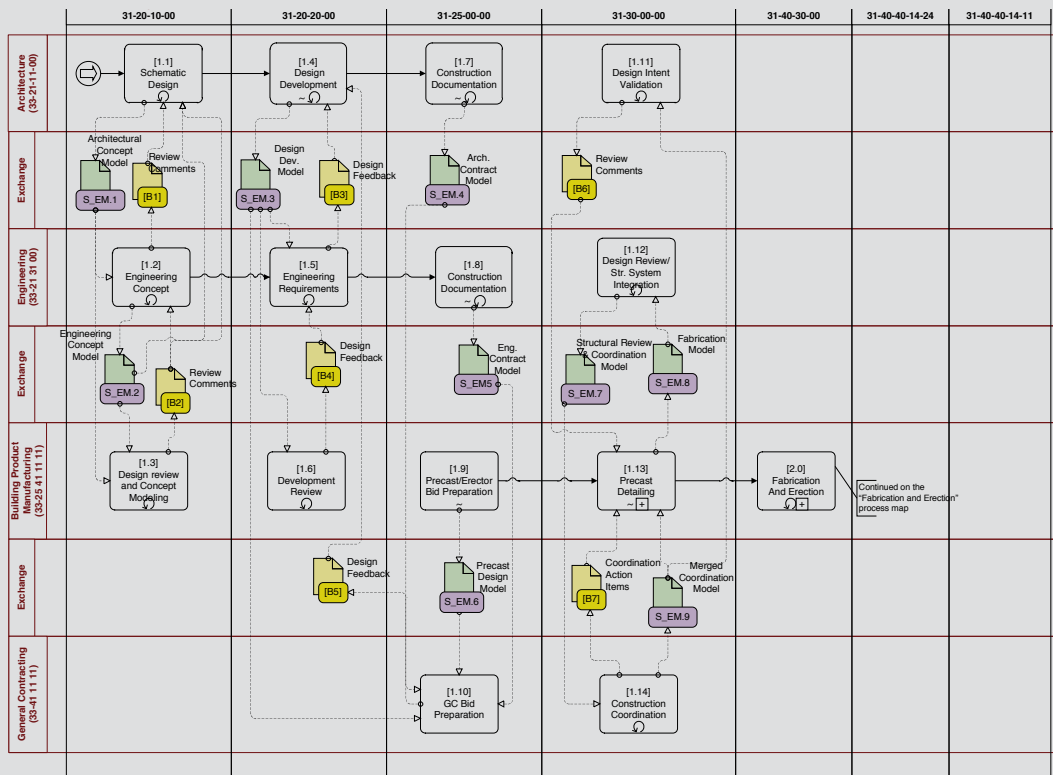 31-20-10-00
31-20-20-00
31-25-00-00
31-30-00-00
31-40-30-00
31-40-40-14-24
31-40-40-14-11
Architecture
(33-21-11-00)
[1.1]
Schematic
Design
[1.4]
Design
Development
~
[1.7]
Construction
Documentation
~
[1.11]
Design Intent
Validation
Exchange
Architectural
Concept
Model
S_EM.1
Review
Comments
[B1]
Design
Dev.
Model
S_EM.3
Design
Feedback
[B3]
Arch.
Contract
Model
S_EM.4
Review
Comments
[B6]
Engineering
(33-21 31 00)
[1.2]
Engineering
Concept
[1.5]
Engineering
Requirements
[1.8]
Construction
Documentation
~
[1.12]
Design Review/
Str. System
Integration
Exchange
Engineering
Concept
Model
S_EM.2
Review
Comments
[B2]
Design
Feedback
[B4]
Eng.
Contract
Model
S_EM5
Structural Review
& Coordination
Model
S_EM.7
Fabrication
Model
S_EM.8
Building Product
Manufacturing
(33-25 41 11 11)
[1.3]
Design review
and Concept
Modeling
[1.6]
Development
Review
[1.9]
Precast/Erector
Bid Preparation
~
[1.13]
Precast
Detailing
~ +
[2.0]
Fabrication
And Erection
+
Continued on the
"Fabrication and Erection"
process map
Exchange
Design
Feedback
[B5]
Precast
Design
Model
S_EM.6
Coordination
Action
Items
[B7]
Merged
Coordination
Model
S_EM.9
General Contracting
(33-41 11 11)
[1.10]
GC Bid
Preparation
[1.14]
Construction
Coordination